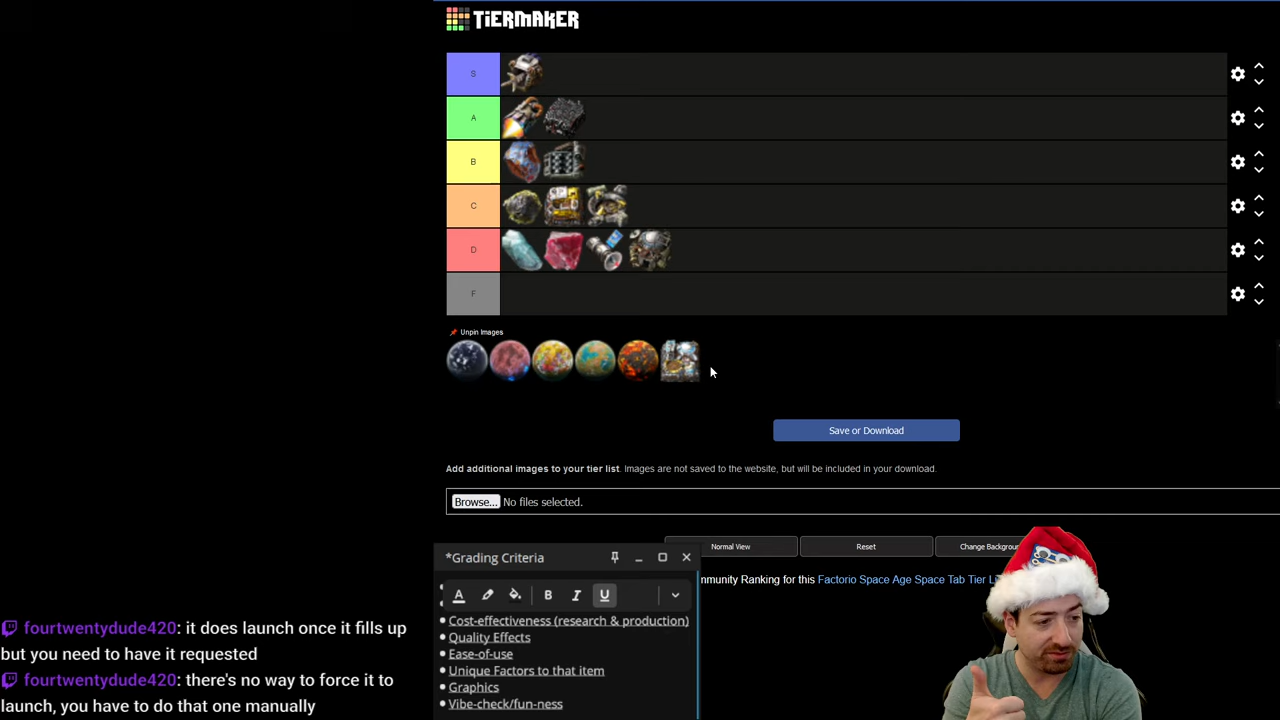 TiERMAKER
S
A
B
C
D
F
Unpin Images
Save or Download
Add additional images to your tier list. Images are not saved to the website, but will be included in your download.
Browse... No files selected.
*Grading Criteria
Normal View
Reset
Change
mmunity Ranking for this Factorio Space Age Space Tab Tier
A B I U
Cost-effectiveness (research & production)
Quality Effects
Ease-of-use
Unique Factors to that item
Graphics
Vibe-check/fun-ness
fourtwentydude420: it does launch once it fills up
but you need to have it requested
fourtwentydude420: there's no way to force it to
launch, you have to do that one manually